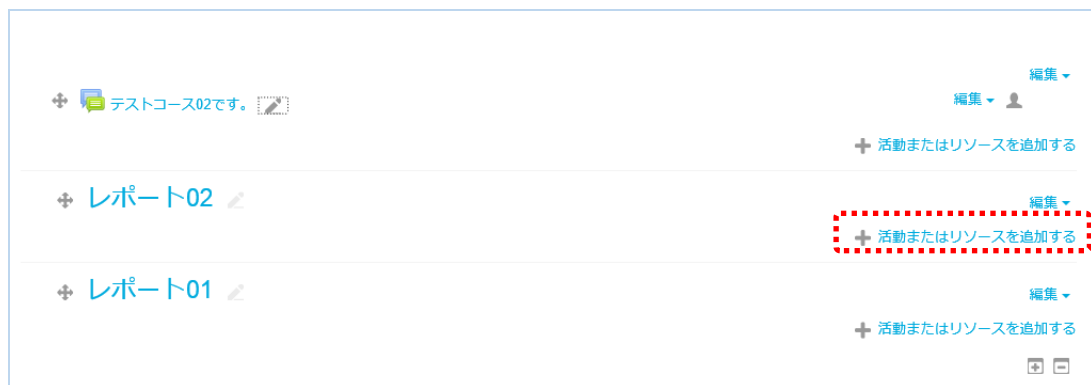 編集
テストコース02です。 編集
活動またはリソースを追加する
レポート02 編集
活動またはリソースを追加する
レポート01 編集
活動またはリソースを追加する